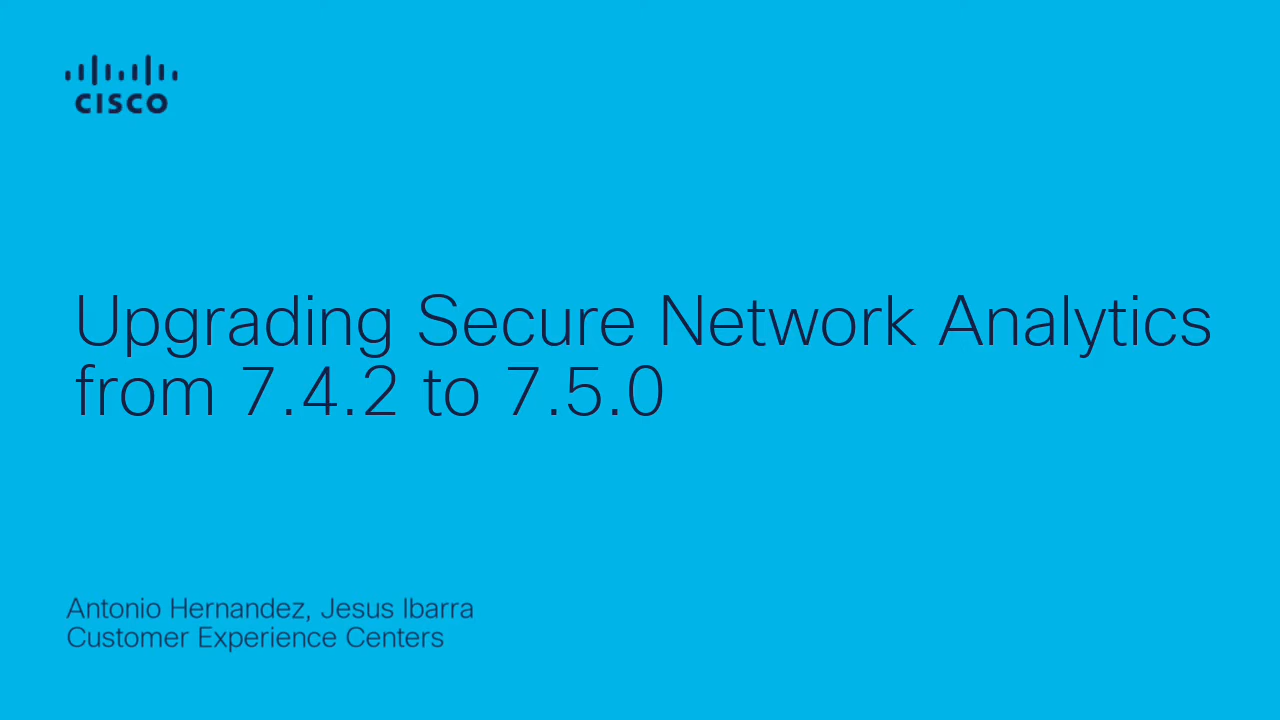 CISCO
Upgrading Secure Network Analytics
from 7.4.2 to 7.5.0
Antonio Hernandez, Jesus Ibarra
Customer Experience Centers